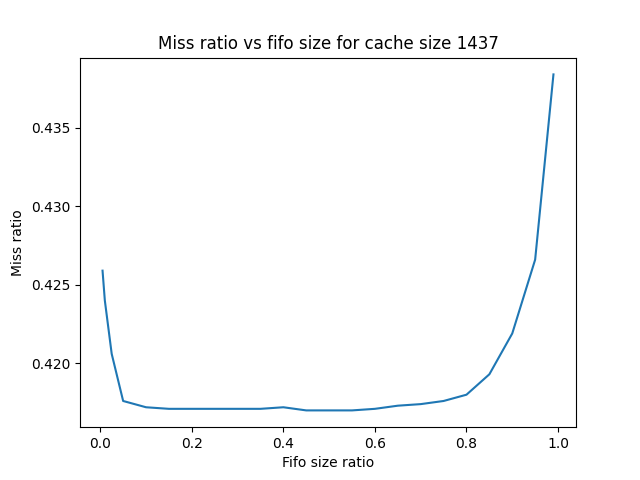 Miss ratio vs fifo size for cache size 1437
0.435
0.430
0.425
0.420
Miss ratio
0.0 0.2 0.4 0.6 0.8 1.0
Fifo size ratio